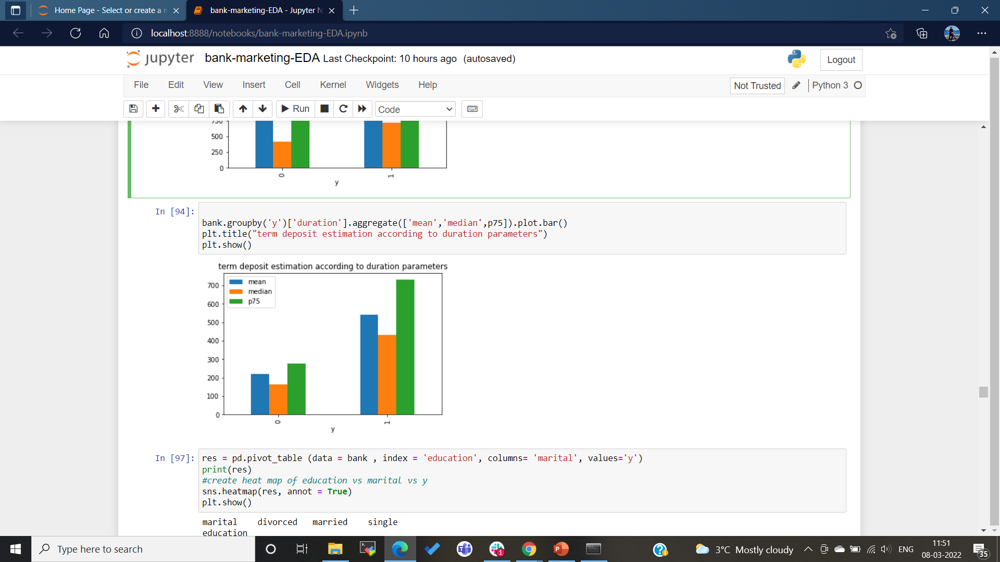 Home Page - Select or create a n
bank-marketing-EDA - Jupyter N
localhost:8888/notebooks/bank-marketing-EDA.ipynb
jupyter bank-marketing-EDA Last Checkpoint: 10 hours ago (autosaved)
Logout
File Edit View Insert Cell Kernel Widgets Help
Not Trusted Python 3
Run Code
750
500
250
0
0 1
y
In [94]:
bank.groupby('y')['duration'].aggregate(['mean','median',p75]).plot.bar()
plt.title("term deposit estimation according to duration parameters")
plt.show()
term deposit estimation according to duration parameters
mean
median
p75
700
600
500
400
300
200
100
0
0 1
y
In [97]: res = pd.pivot_table (data = bank , index = 'education', columns= 'marital', values='y')
print(res)
#create heat map of education vs marital vs y
sns.heatmap(res, annot = True)
plt.show()
marital divorced married single
education
Type here to search
P
1
3°C Mostly cloudy
ENG
11:51
08-03-2022
35